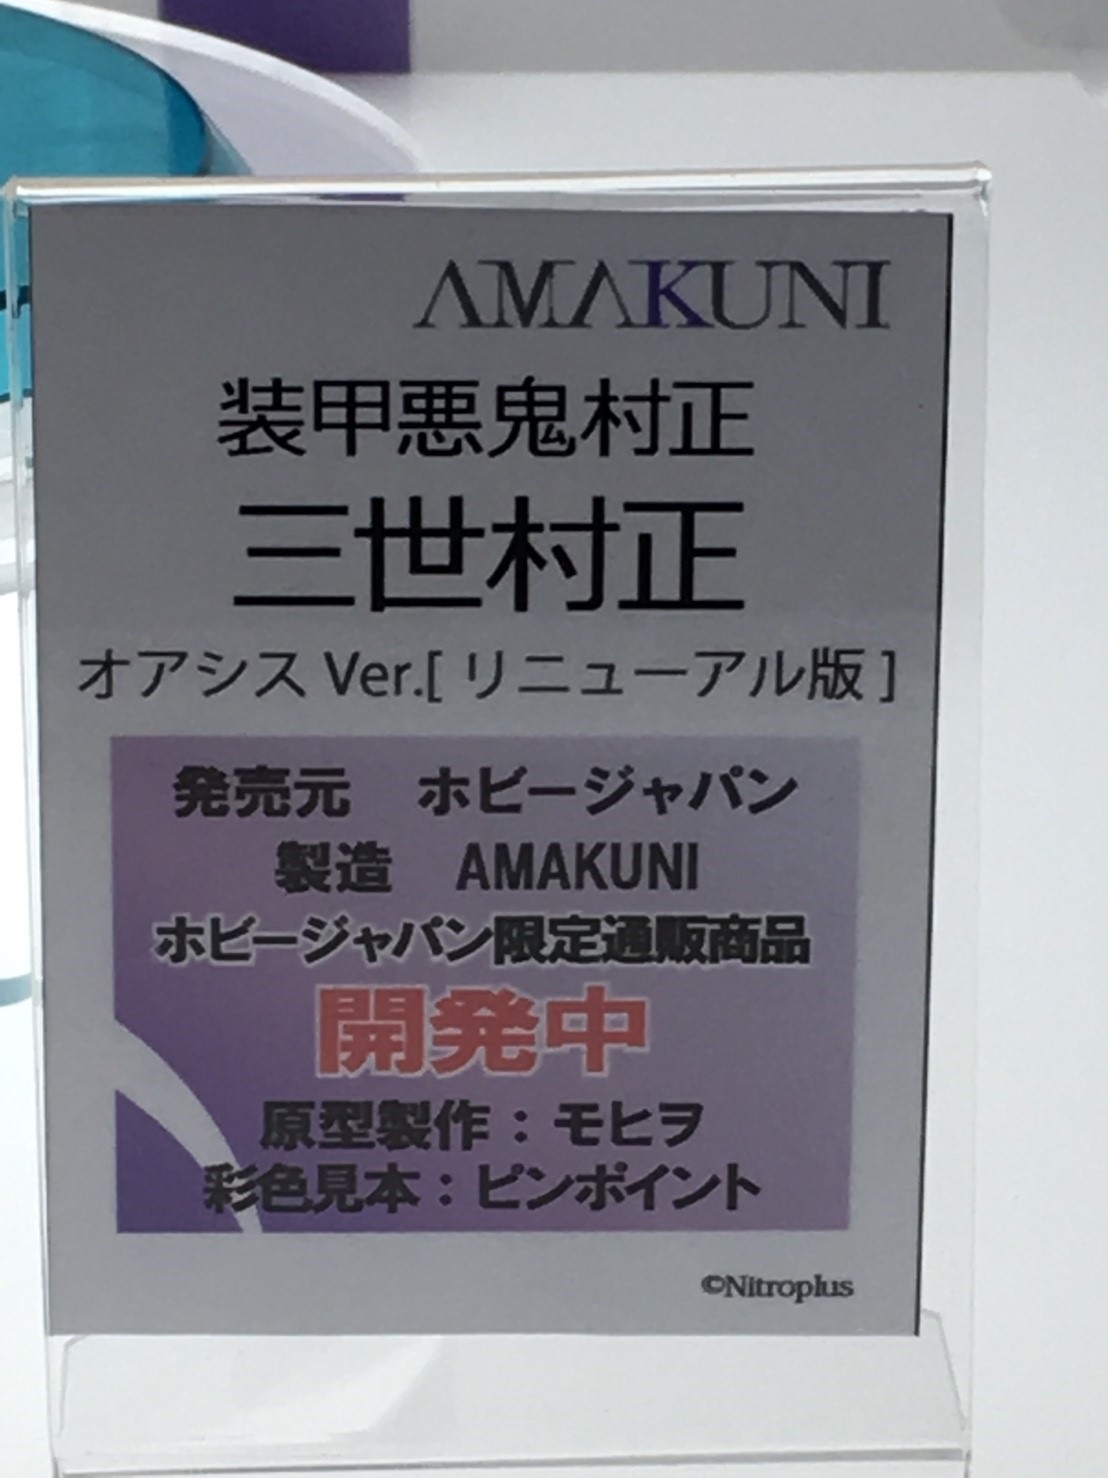 AMAKUNI
装甲悪鬼村正
三世村正
オアシス Ver.[ リニューアル版 ]
発売元　ホビージャパン
製造　AMAKUNI
ホビージャパン限定通販商品
開発中
原型製作：モヒヲ
彩色見本：ピンポイント
©Nitroplus